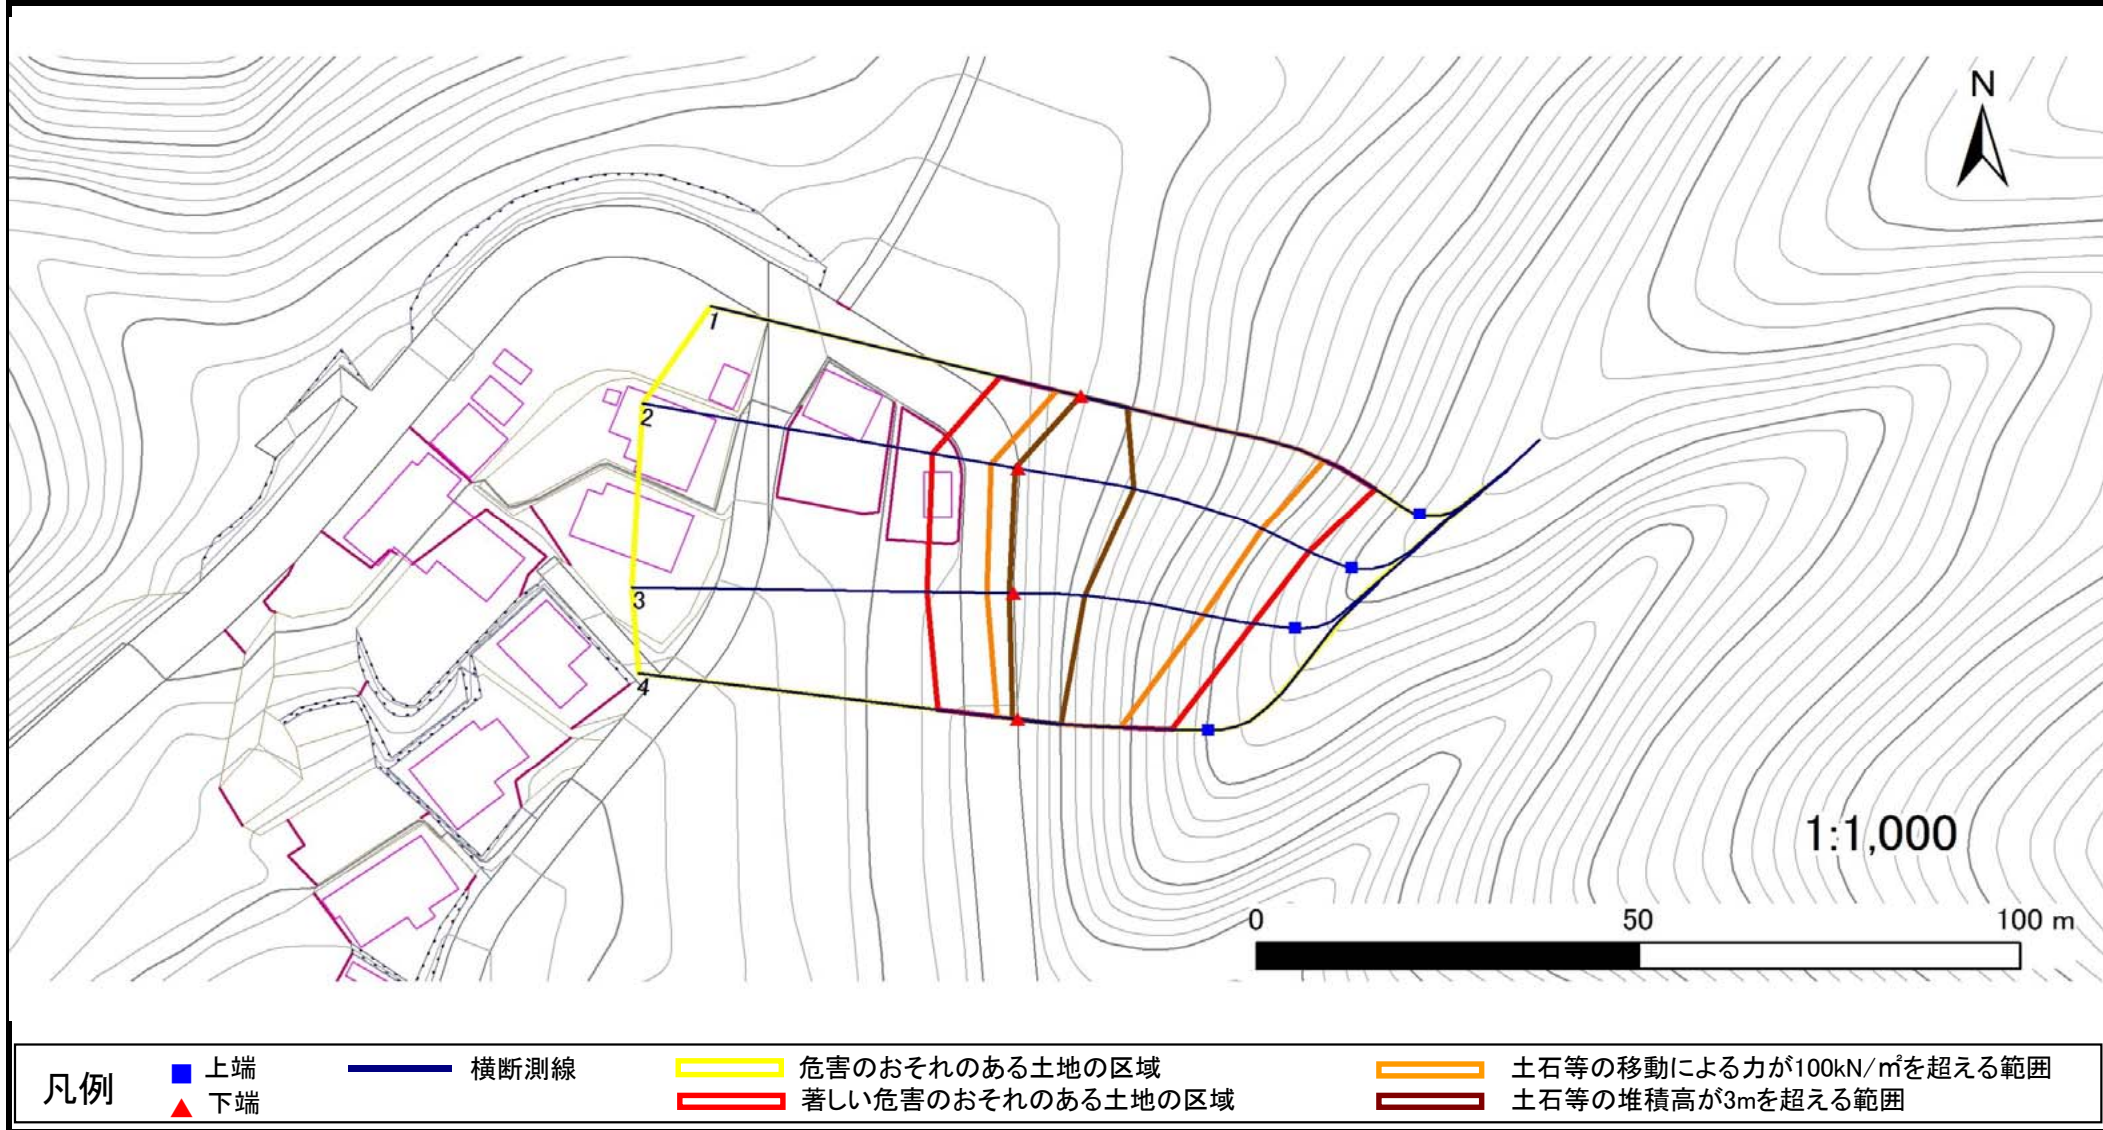 N
1
2
3
4
1:1,000
0 50 100 m
凡例
上端
下端
横断測線
危害のおそれのある土地の区域
著しい危害のおそれのある土地の区域
土石等の移動による力が100kN/㎡を超える範囲
土石等の堆積高が3mを超える範囲